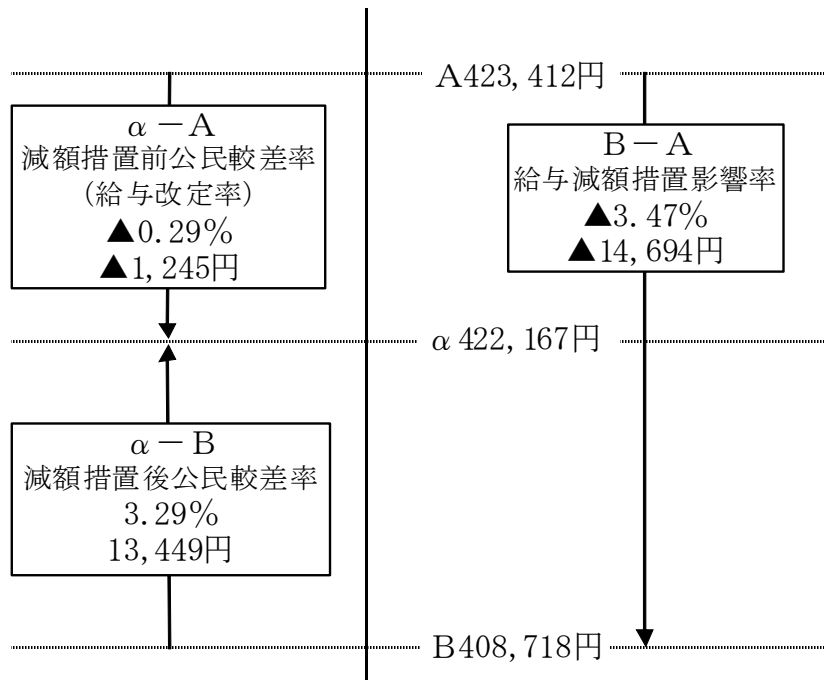 A423,412円
α－A
減額措置前公民較差率
(給与改定率)
▲0.29%
▲1,245円
B－A
給与減額措置影響率
▲3.47%
▲14,694円
α422,167円
α－B
減額措置後公民較差率
3.29%
13,449円
B408,718円